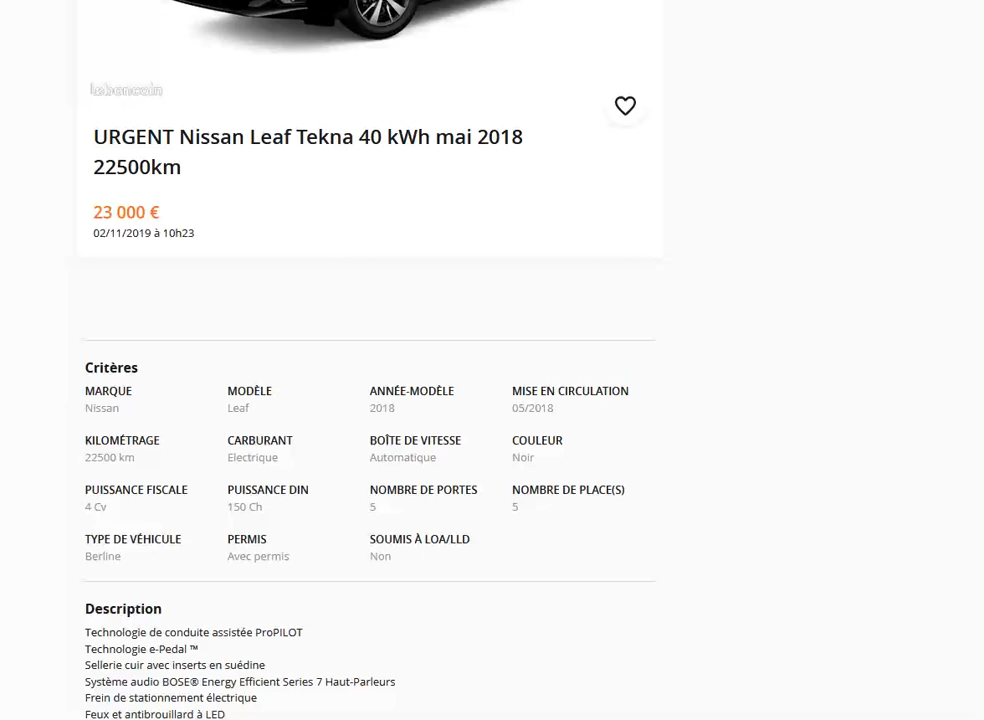 leboncoin
URGENT Nissan Leaf Tekna 40 kWh mai 2018
22500km
23 000 €
02/11/2019 à 10h23
Critères
MARQUE MODÈLE ANNÉE-MODÈLE MISE EN CIRCULATION
Nissan Leaf 2018 05/2018
KILOMÉTRAGE CARBURANT BOÎTE DE VITESSE COULEUR
22500 km Electrique Automatique Noir
PUISSANCE FISCALE PUISSANCE DIN NOMBRE DE PORTES NOMBRE DE PLACE(S)
4 Cv 150 Ch 5 5
TYPE DE VÉHICULE PERMIS SOUMIS À LOA/LLD
Berline Avec permis Non
Description
Technologie de conduite assistée ProPILOT
Technologie e-Pedal ™
Sellerie cuir avec inserts en suédine
Système audio BOSE® Energy Efficient Series 7 Haut-Parleurs
Frein de stationnement électrique
Feux et antibrouillard à LED